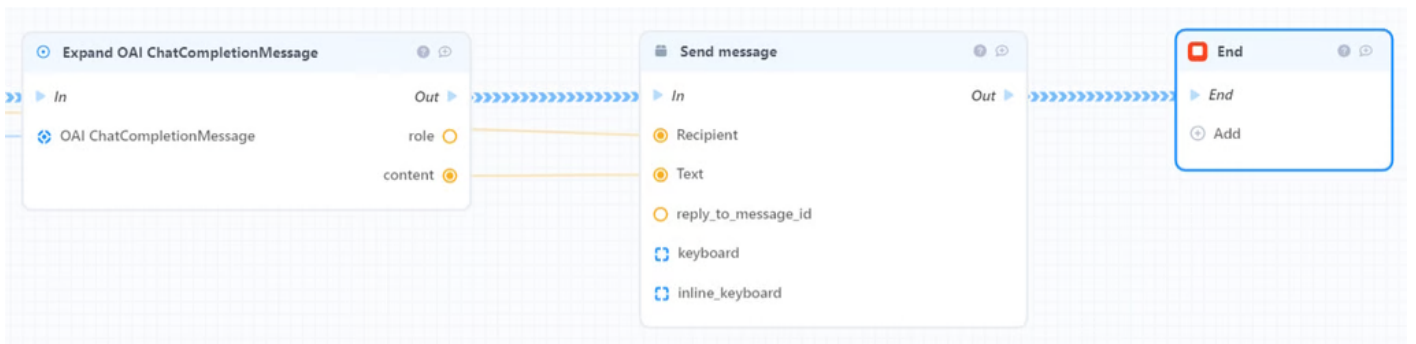 Expand OAI ChatCompletionMessage
In
Out
OAI ChatCompletionMessage
role
content
Send message
In
Out
Recipient
Text
reply_to_message_id
keyboard
inline_keyboard
End
End
Add